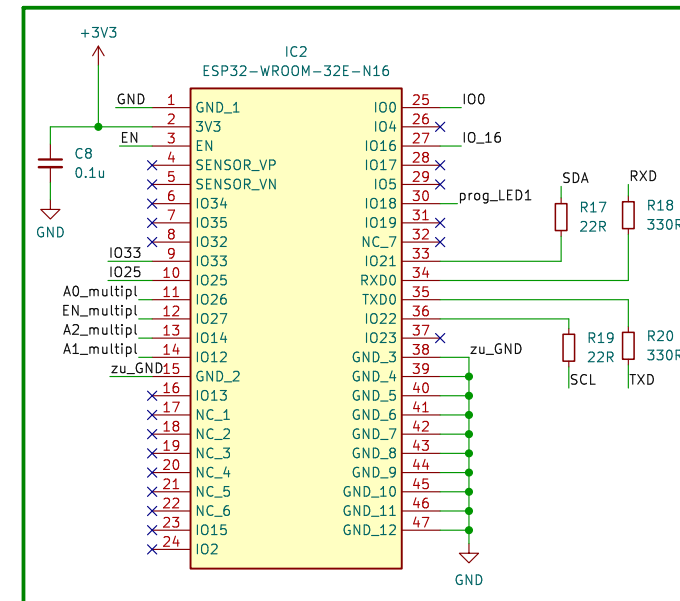 +3V3
IC2
ESP32-WROOM-32E-N16
GND 1 GND_1 IO0 25 IO0
2 3V3 IO4 26
EN 3 EN IO16 27 IO_16
4 SENSOR_VP IO17 28
5 SENSOR_VN IO5 29
6 IO34 IO18 30 prog_LED1
7 IO35 IO19 31
8 IO32 NC_7 32
IO33 9 IO33 IO21 33
IO25 10 IO25 RXD0 34
A0_multipl 11 IO26 TXD0 35
EN_multipl 12 IO27 IO22 36
A2_multipl 13 IO14 IO23 37
A1_multipl 14 IO12 GND_3 38 zu_GND
zu_GND 15 GND_2 GND_4 39
16 IO13 GND_5 40
17 NC_1 GND_6 41
18 NC_2 GND_7 42
19 NC_3 GND_8 43
20 NC_4 GND_9 44
21 NC_5 GND_10 45
22 NC_6 GND_11 46
23 IO15 GND_12 47
24 IO2
GND
C8
0.1u
GND
SDA
R17
22R
RXD
R18
330R
R19
22R
SCL
R20
330R
TXD